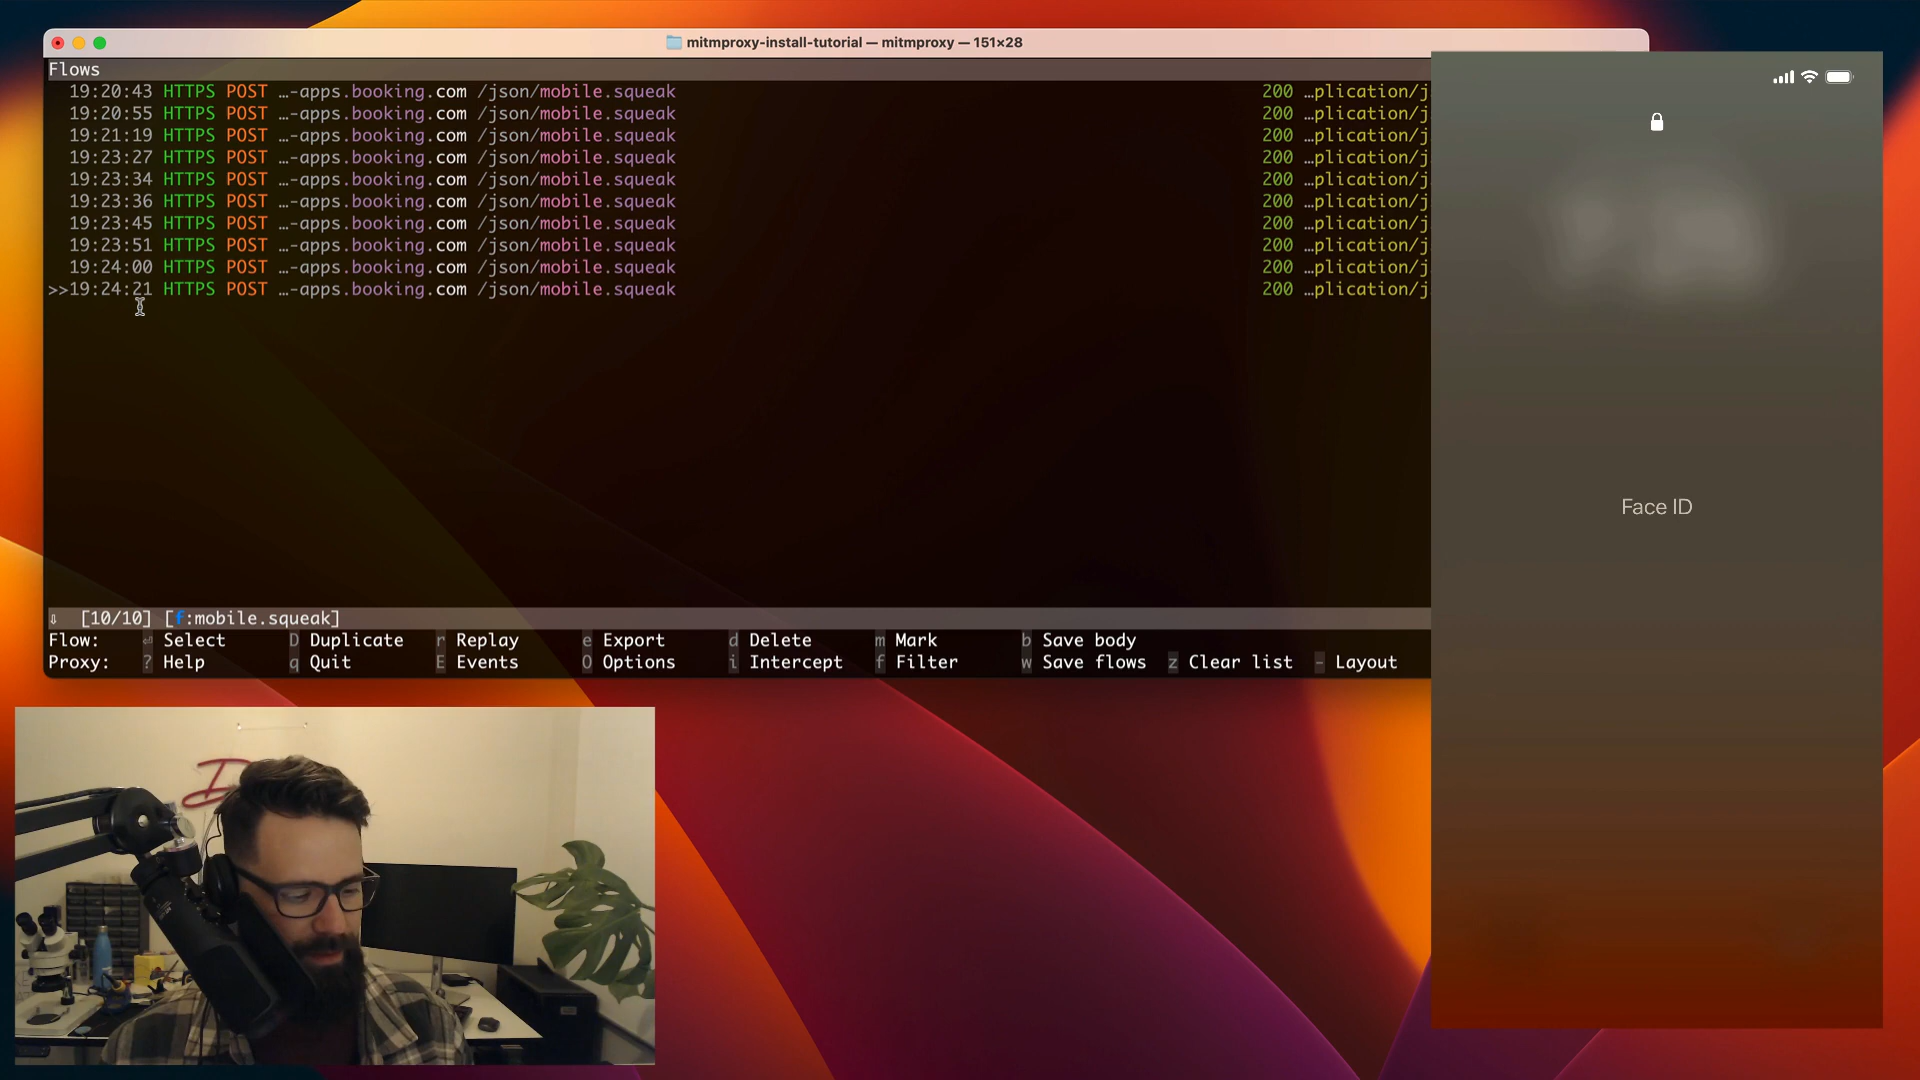 mitmproxy-install-tutorial — mitmproxy — 151×28
Flows
19:20:43 HTTPS POST …-apps.booking.com /json/mobile.squeak 200 …plication/j
19:20:55 HTTPS POST …-apps.booking.com /json/mobile.squeak 200 …plication/j
19:21:19 HTTPS POST …-apps.booking.com /json/mobile.squeak 200 …plication/j
19:23:27 HTTPS POST …-apps.booking.com /json/mobile.squeak 200 …plication/j
19:23:34 HTTPS POST …-apps.booking.com /json/mobile.squeak 200 …plication/j
19:23:36 HTTPS POST …-apps.booking.com /json/mobile.squeak 200 …plication/j
19:23:45 HTTPS POST …-apps.booking.com /json/mobile.squeak 200 …plication/j
19:23:51 HTTPS POST …-apps.booking.com /json/mobile.squeak 200 …plication/j
19:24:00 HTTPS POST …-apps.booking.com /json/mobile.squeak 200 …plication/j
>>19:24:21 HTTPS POST …-apps.booking.com /json/mobile.squeak 200 …plication/j
⇩ [10/10] [f:mobile.squeak]
Flow: ⏎ Select D Duplicate r Replay e Export d Delete m Mark b Save body
Proxy: ? Help q Quit E Events O Options i Intercept f Filter w Save flows z Clear list - Layout
Face ID